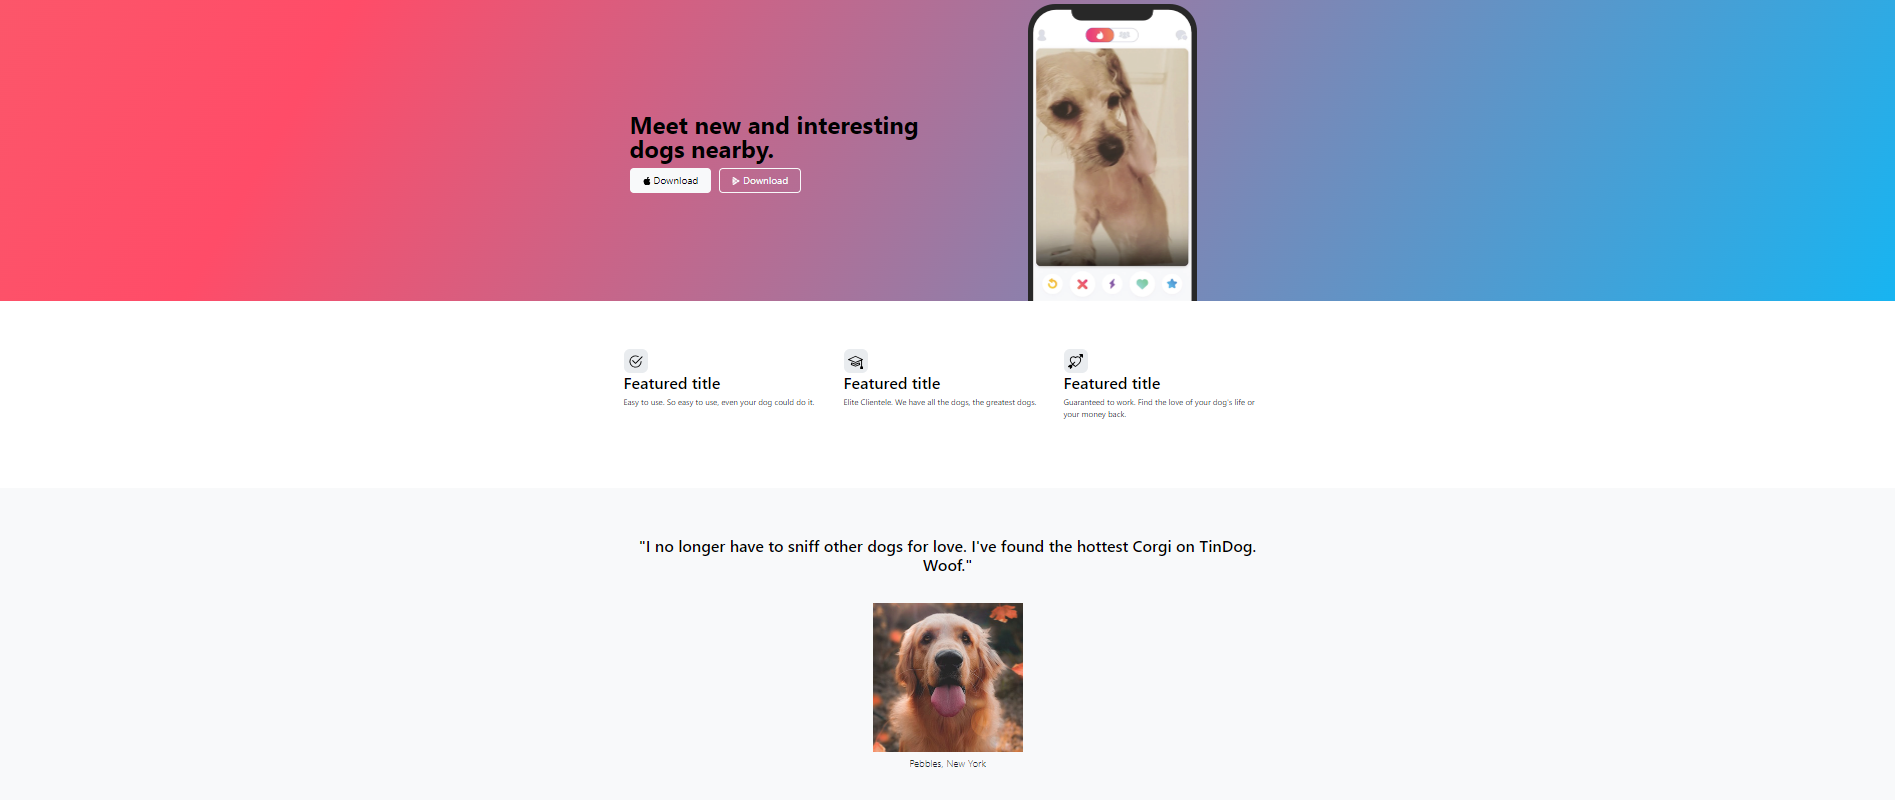 Meet new and interesting
dogs nearby.
Download
Download
Featured title
Easy to use. So easy to use, even your dog could do it.
Featured title
Elite Clientele. We have all the dogs, the greatest dogs.
Featured title
Guaranteed to work. Find the love of your dog's life or
your money back.
"I no longer have to sniff other dogs for love. I've found the hottest Corgi on TinDog.
Woof."
Pebbles, New York